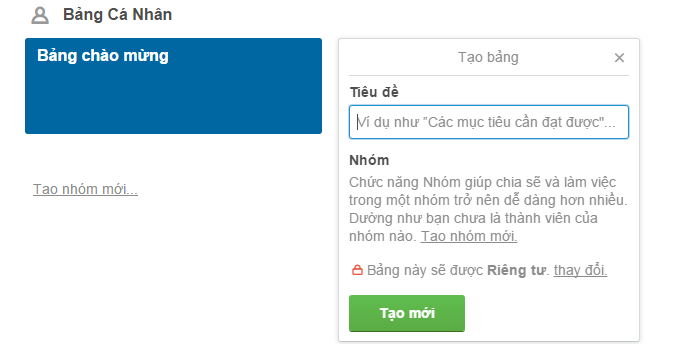 Bảng Cá Nhân
Bảng chào mừng
Tạo nhóm mới...
Tạo bảng
Tiêu đề
Ví dụ như "Các mục tiêu cần đạt được"...
Nhóm
Chức năng Nhóm giúp chia sẽ và làm việc
trong một nhóm trở nên dễ dàng hơn nhiều.
Dường như bạn chưa là thành viên của
nhóm nào. Tạo nhóm mới.
Bảng này sẽ được Riêng tư. thay đổi.
Tạo mới